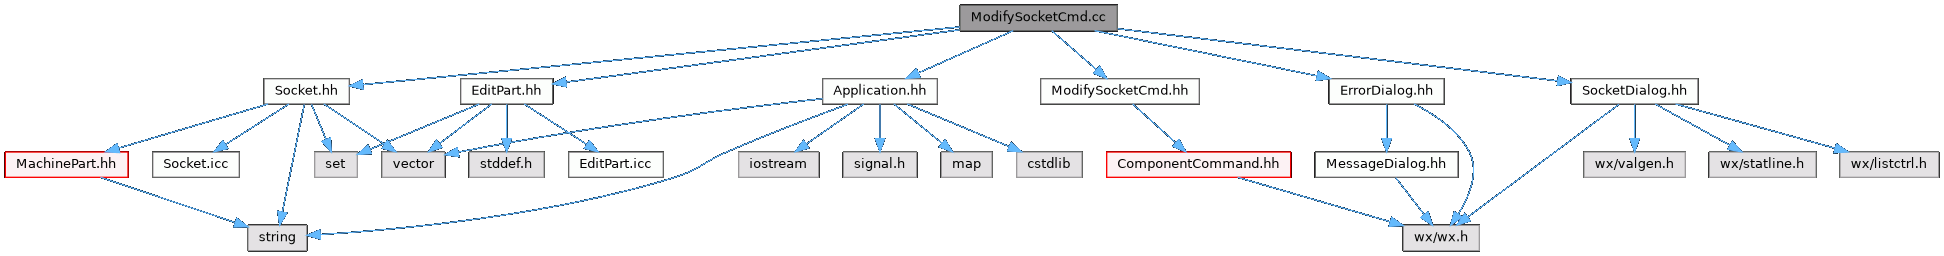 ModifySocketCmd.cc
Socket.hh
EditPart.hh
Application.hh
ModifySocketCmd.hh
ErrorDialog.hh
SocketDialog.hh
MachinePart.hh
Socket.icc
set
vector
stddef.h
EditPart.icc
iostream
signal.h
map
cstdlib
ComponentCommand.hh
MessageDialog.hh
wx/valgen.h
wx/statline.h
wx/listctrl.h
string
wx/wx.h